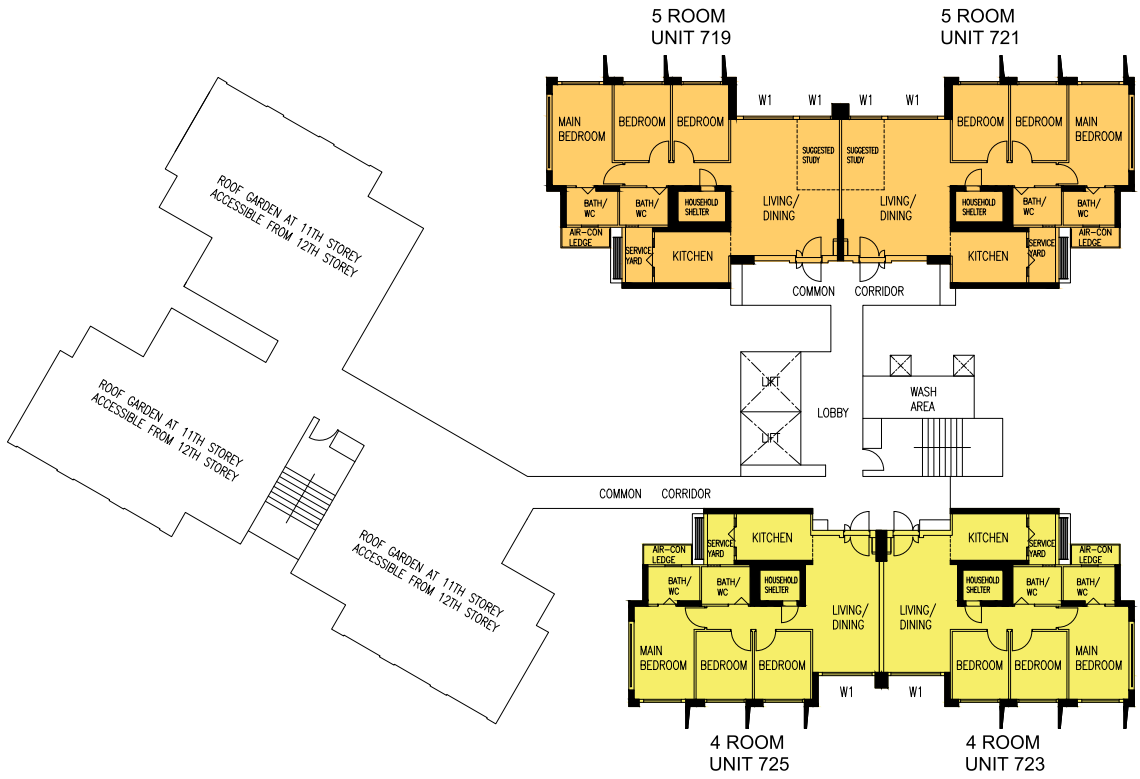 5 ROOM
UNIT 719
5 ROOM
UNIT 721
W1
W1
W1
W1
MAIN
BEDROOM
BEDROOM
BEDROOM
SUGGESTED
STUDY
SUGGESTED
STUDY
BEDROOM
BEDROOM
MAIN
BEDROOM
BATH/
WC
BATH/
WC
HOUSEHOLD
SHELTER
LIVING/
DINING
LIVING/
DINING
HOUSEHOLD
SHELTER
BATH/
WC
BATH/
WC
AIR-CON
LEDGE
SERVICE
YARD
KITCHEN
KITCHEN
SERVICE
YARD
AIR-CON
LEDGE
COMMON CORRIDOR
ROOF GARDEN AT 11TH STOREY
ACCESSIBLE FROM 12TH STOREY
ROOF GARDEN AT 11TH STOREY
ACCESSIBLE FROM 12TH STOREY
LIFT
LIFT
LOBBY
WASH
AREA
COMMON CORRIDOR
ROOF GARDEN AT 11TH STOREY
ACCESSIBLE FROM 12TH STOREY
AIR-CON
LEDGE
SERVICE
YARD
KITCHEN
KITCHEN
SERVICE
YARD
AIR-CON
LEDGE
BATH/
WC
BATH/
WC
HOUSEHOLD
SHELTER
LIVING/
DINING
LIVING/
DINING
HOUSEHOLD
SHELTER
BATH/
WC
BATH/
WC
MAIN
BEDROOM
BEDROOM
BEDROOM
BEDROOM
BEDROOM
MAIN
BEDROOM
W1
W1
4 ROOM
UNIT 725
4 ROOM
UNIT 723